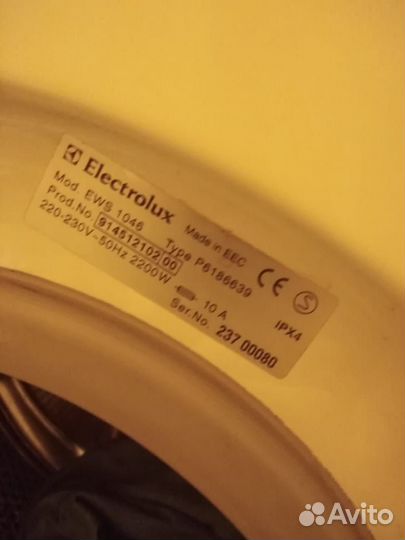 Electrolux Made in EEC
Mod. EWS 1046 Type P6186639
Prod.No. 914512102 00
220-230V~50Hz 2200W 10 A IPX4
Ser.No. 237 00080
CE S
Avito